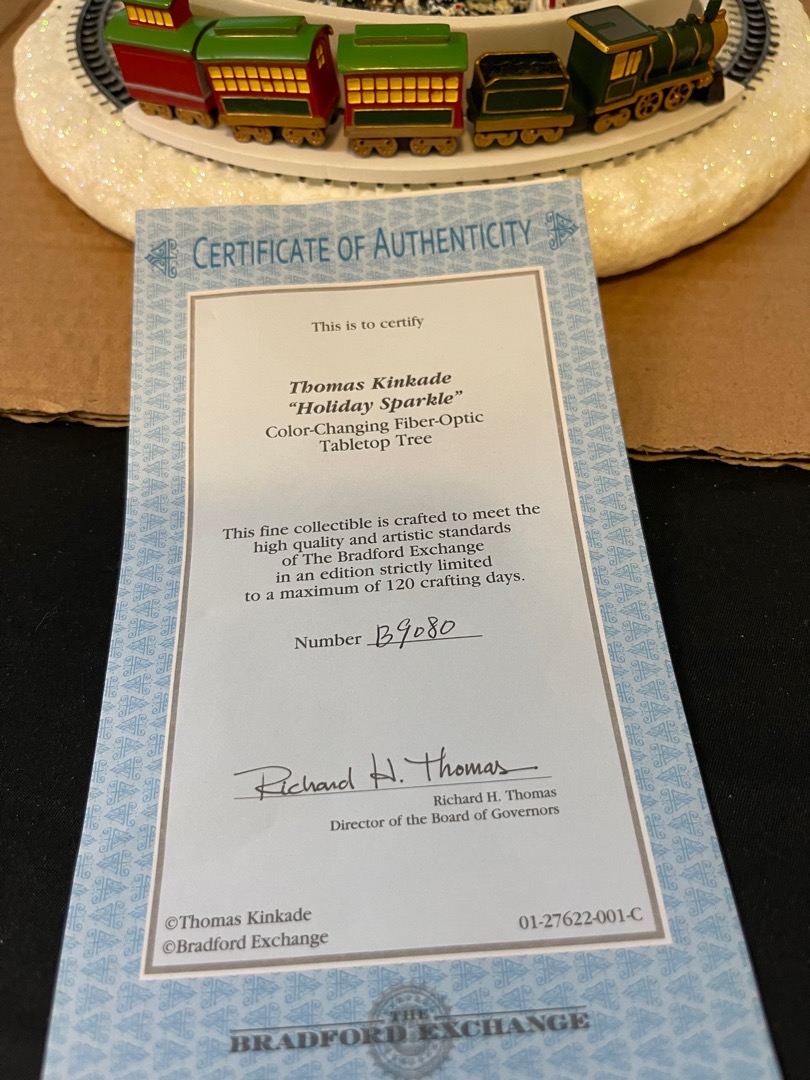 CERTIFICATE OF AUTHENTICITY
This is to certify
Thomas Kinkade
“Holiday Sparkle”
Color-Changing Fiber-Optic
Tabletop Tree
This fine collectible is crafted to meet the
high quality and artistic standards
of The Bradford Exchange
in an edition strictly limited
to a maximum of 120 crafting days.
Number B9080
Richard H. Thomas
Richard H. Thomas
Director of the Board of Governors
©Thomas Kinkade
©Bradford Exchange
01-27622-001-C
THE
BRADFORD EXCHANGE